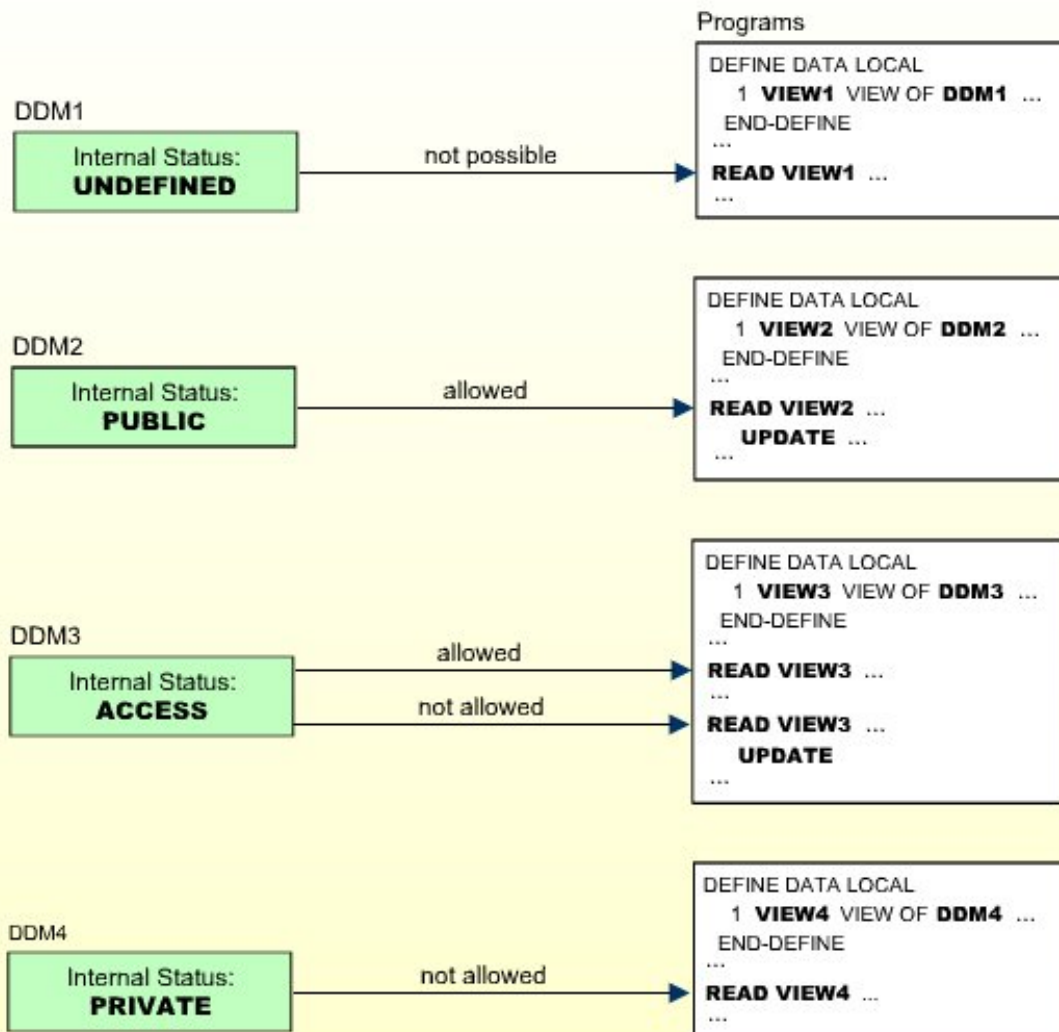 Programs
DDM1
Internal Status:
UNDEFINED
not possible
DEFINE DATA LOCAL
1 VIEW1 VIEW OF DDM1 ...
END-DEFINE
...
READ VIEW1 ...
...
DDM2
Internal Status:
PUBLIC
allowed
DEFINE DATA LOCAL
1 VIEW2 VIEW OF DDM2 ...
END-DEFINE
...
READ VIEW2 ...
UPDATE ...
...
DDM3
Internal Status:
ACCESS
allowed
not allowed
DEFINE DATA LOCAL
1 VIEW3 VIEW OF DDM3 ...
END-DEFINE
...
READ VIEW3 ...
...
READ VIEW3 ...
UPDATE
...
DDM4
Internal Status:
PRIVATE
not allowed
DEFINE DATA LOCAL
1 VIEW4 VIEW OF DDM4 ...
END-DEFINE
...
READ VIEW4 ...
...